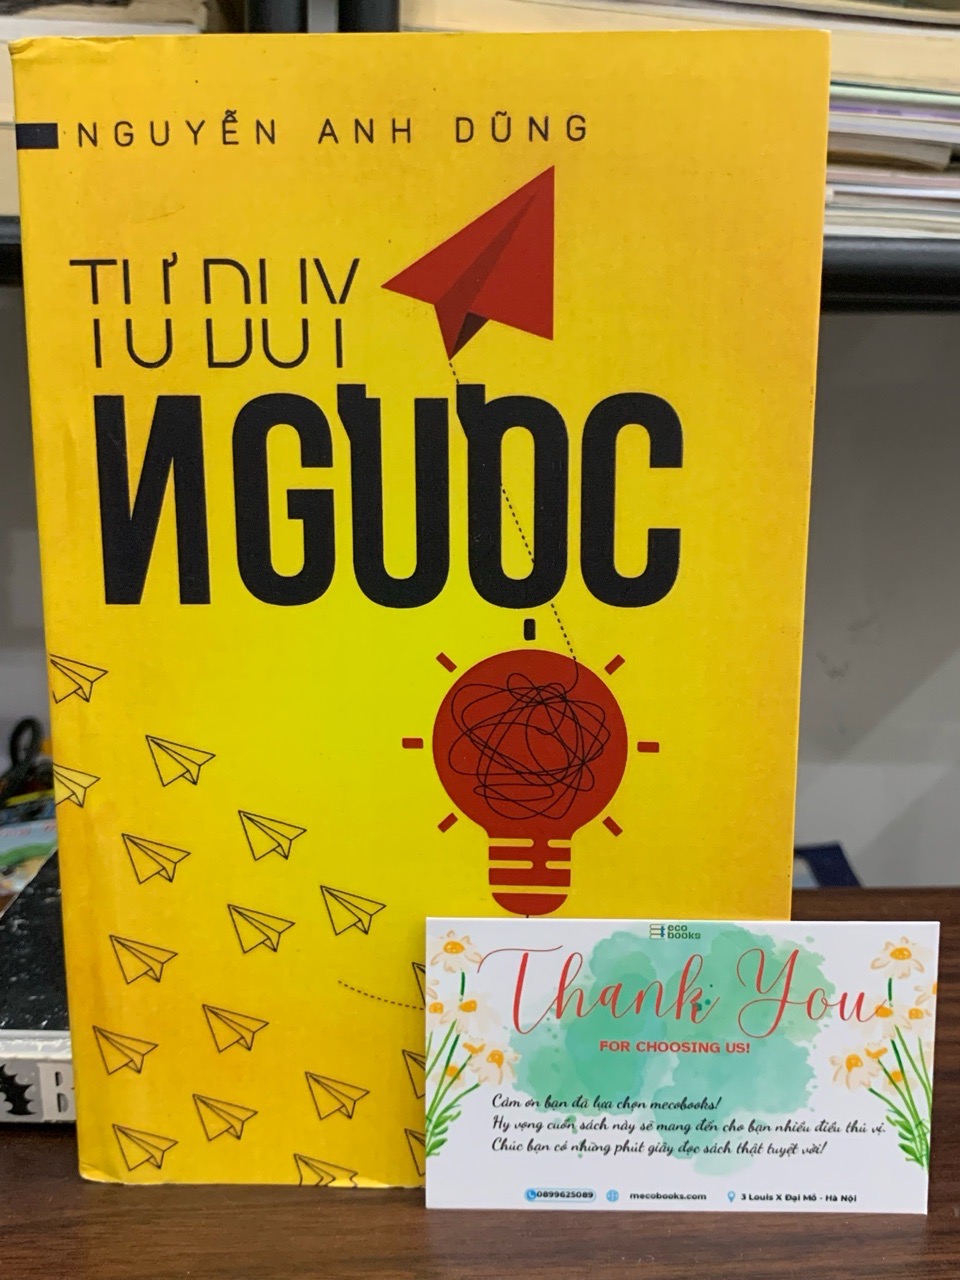 NGUYỄN ANH DŨNG
TƯ DUY
NGƯỢC
eco
books
Thank You
FOR CHOOSING US!
Cảm ơn bạn đã lựa chọn mecobooks!
Hy vọng cuốn sách này sẽ mang đến cho bạn nhiều điều thú vị.
Chúc bạn có những phút giây đọc sách thật tuyệt vời!
0899625089 mecobooks.com 3 Louis X Đại Mỗ - Hà Nội
B